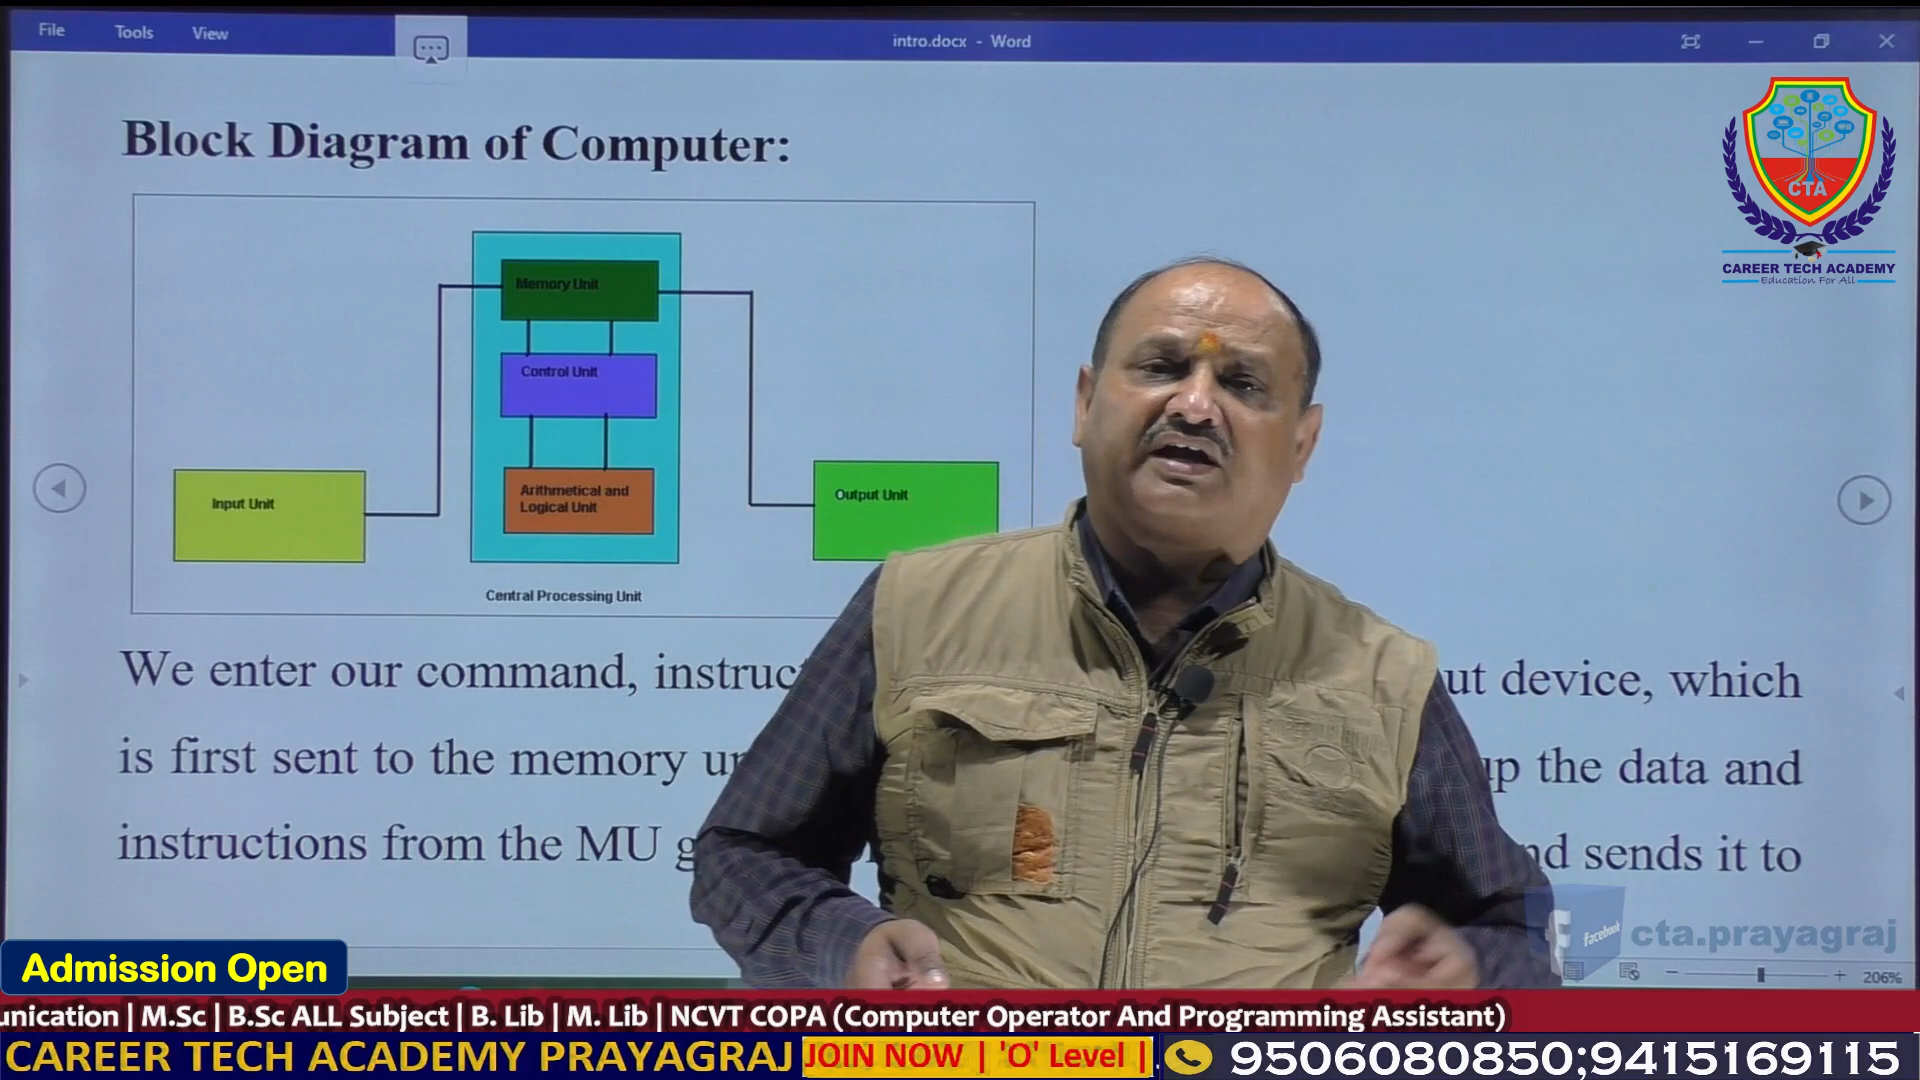 File Tools View
intro.docx - Word
Block Diagram of Computer:
Memory Unit
Control Unit
Arithmetical and
Logical Unit
Input Unit
Output Unit
Central Processing Unit
We enter our command, device, which
is first sent to the memory the data and
instructions from the MU sends it to
CTA
CAREER TECH ACADEMY
Education For All
facebook
cta.prayagraj
206%
Admission Open
| M.Sc | B.Sc ALL Subject | B. Lib | M. Lib | NCVT COPA (Computer Operator And Programming Assistant)
CAREER TECH ACADEMY PRAYAGRAJ JOIN NOW | 'O' Level | 9506080850;9415169115